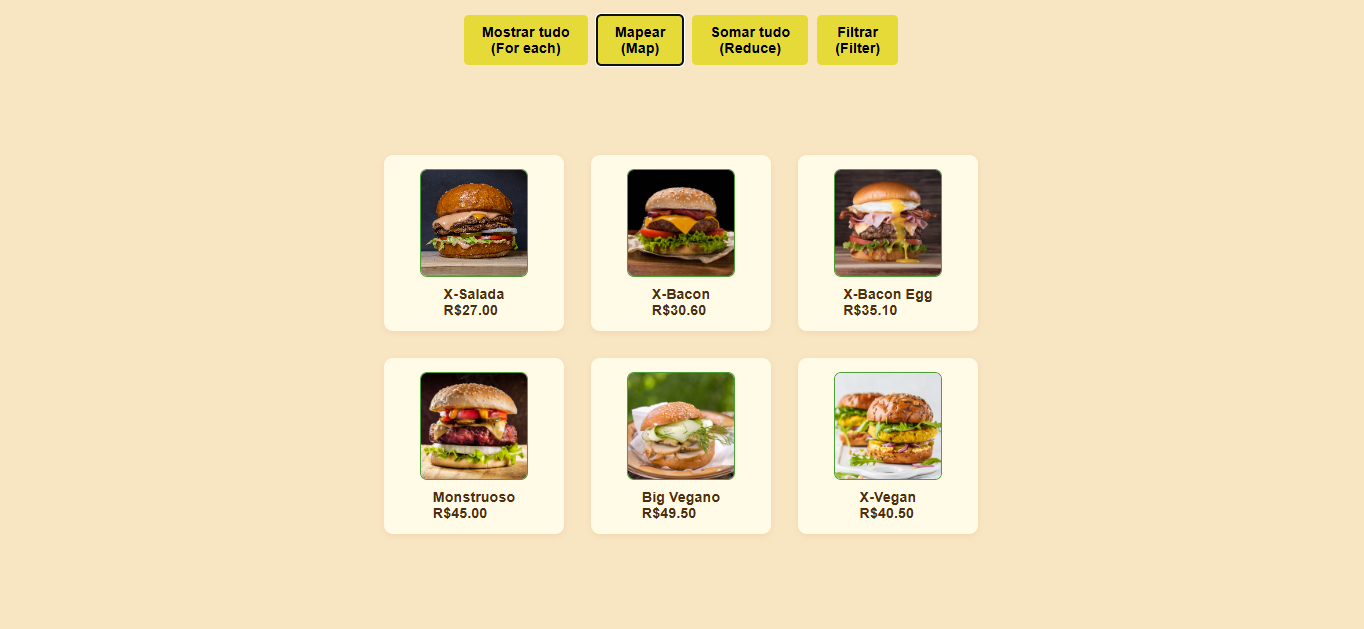 Mostrar tudo
(For each)
Mapear
(Map)
Somar tudo
(Reduce)
Filtrar
(Filter)
X-Salada
R$27.00
X-Bacon
R$30.60
X-Bacon Egg
R$35.10
Monstruoso
R$45.00
Big Vegano
R$49.50
X-Vegan
R$40.50